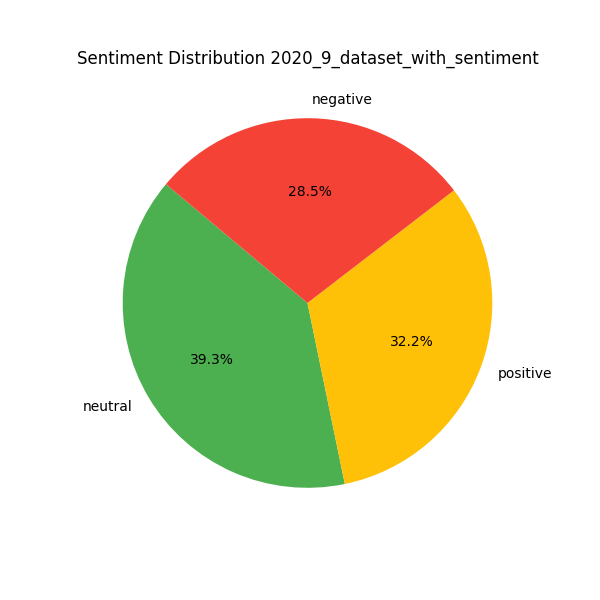 Sentiment Distribution 2020_9_dataset_with_sentiment
negative
28.5%
32.2%
39.3%
positive
neutral